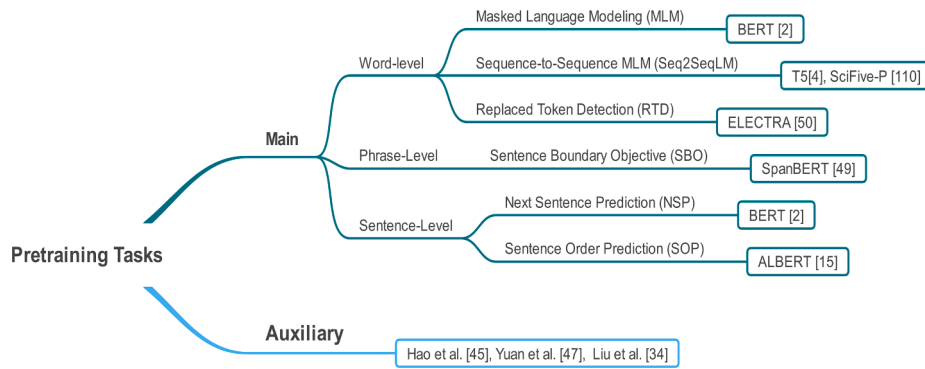 Masked Language Modeling (MLM)
BERT [2]
Word-level
Sequence-to-Sequence MLM (Seq2SeqLM)
T5[4], SciFive-P [110]
Replaced Token Detection (RTD)
ELECTRA [50]
Main
Phrase-Level
Sentence Boundary Objective (SBO)
SpanBERT [49]
Next Sentence Prediction (NSP)
BERT [2]
Sentence-Level
Sentence Order Prediction (SOP)
ALBERT [15]
Pretraining Tasks
Auxiliary
Hao et al. [45], Yuan et al. [47], Liu et al. [34]